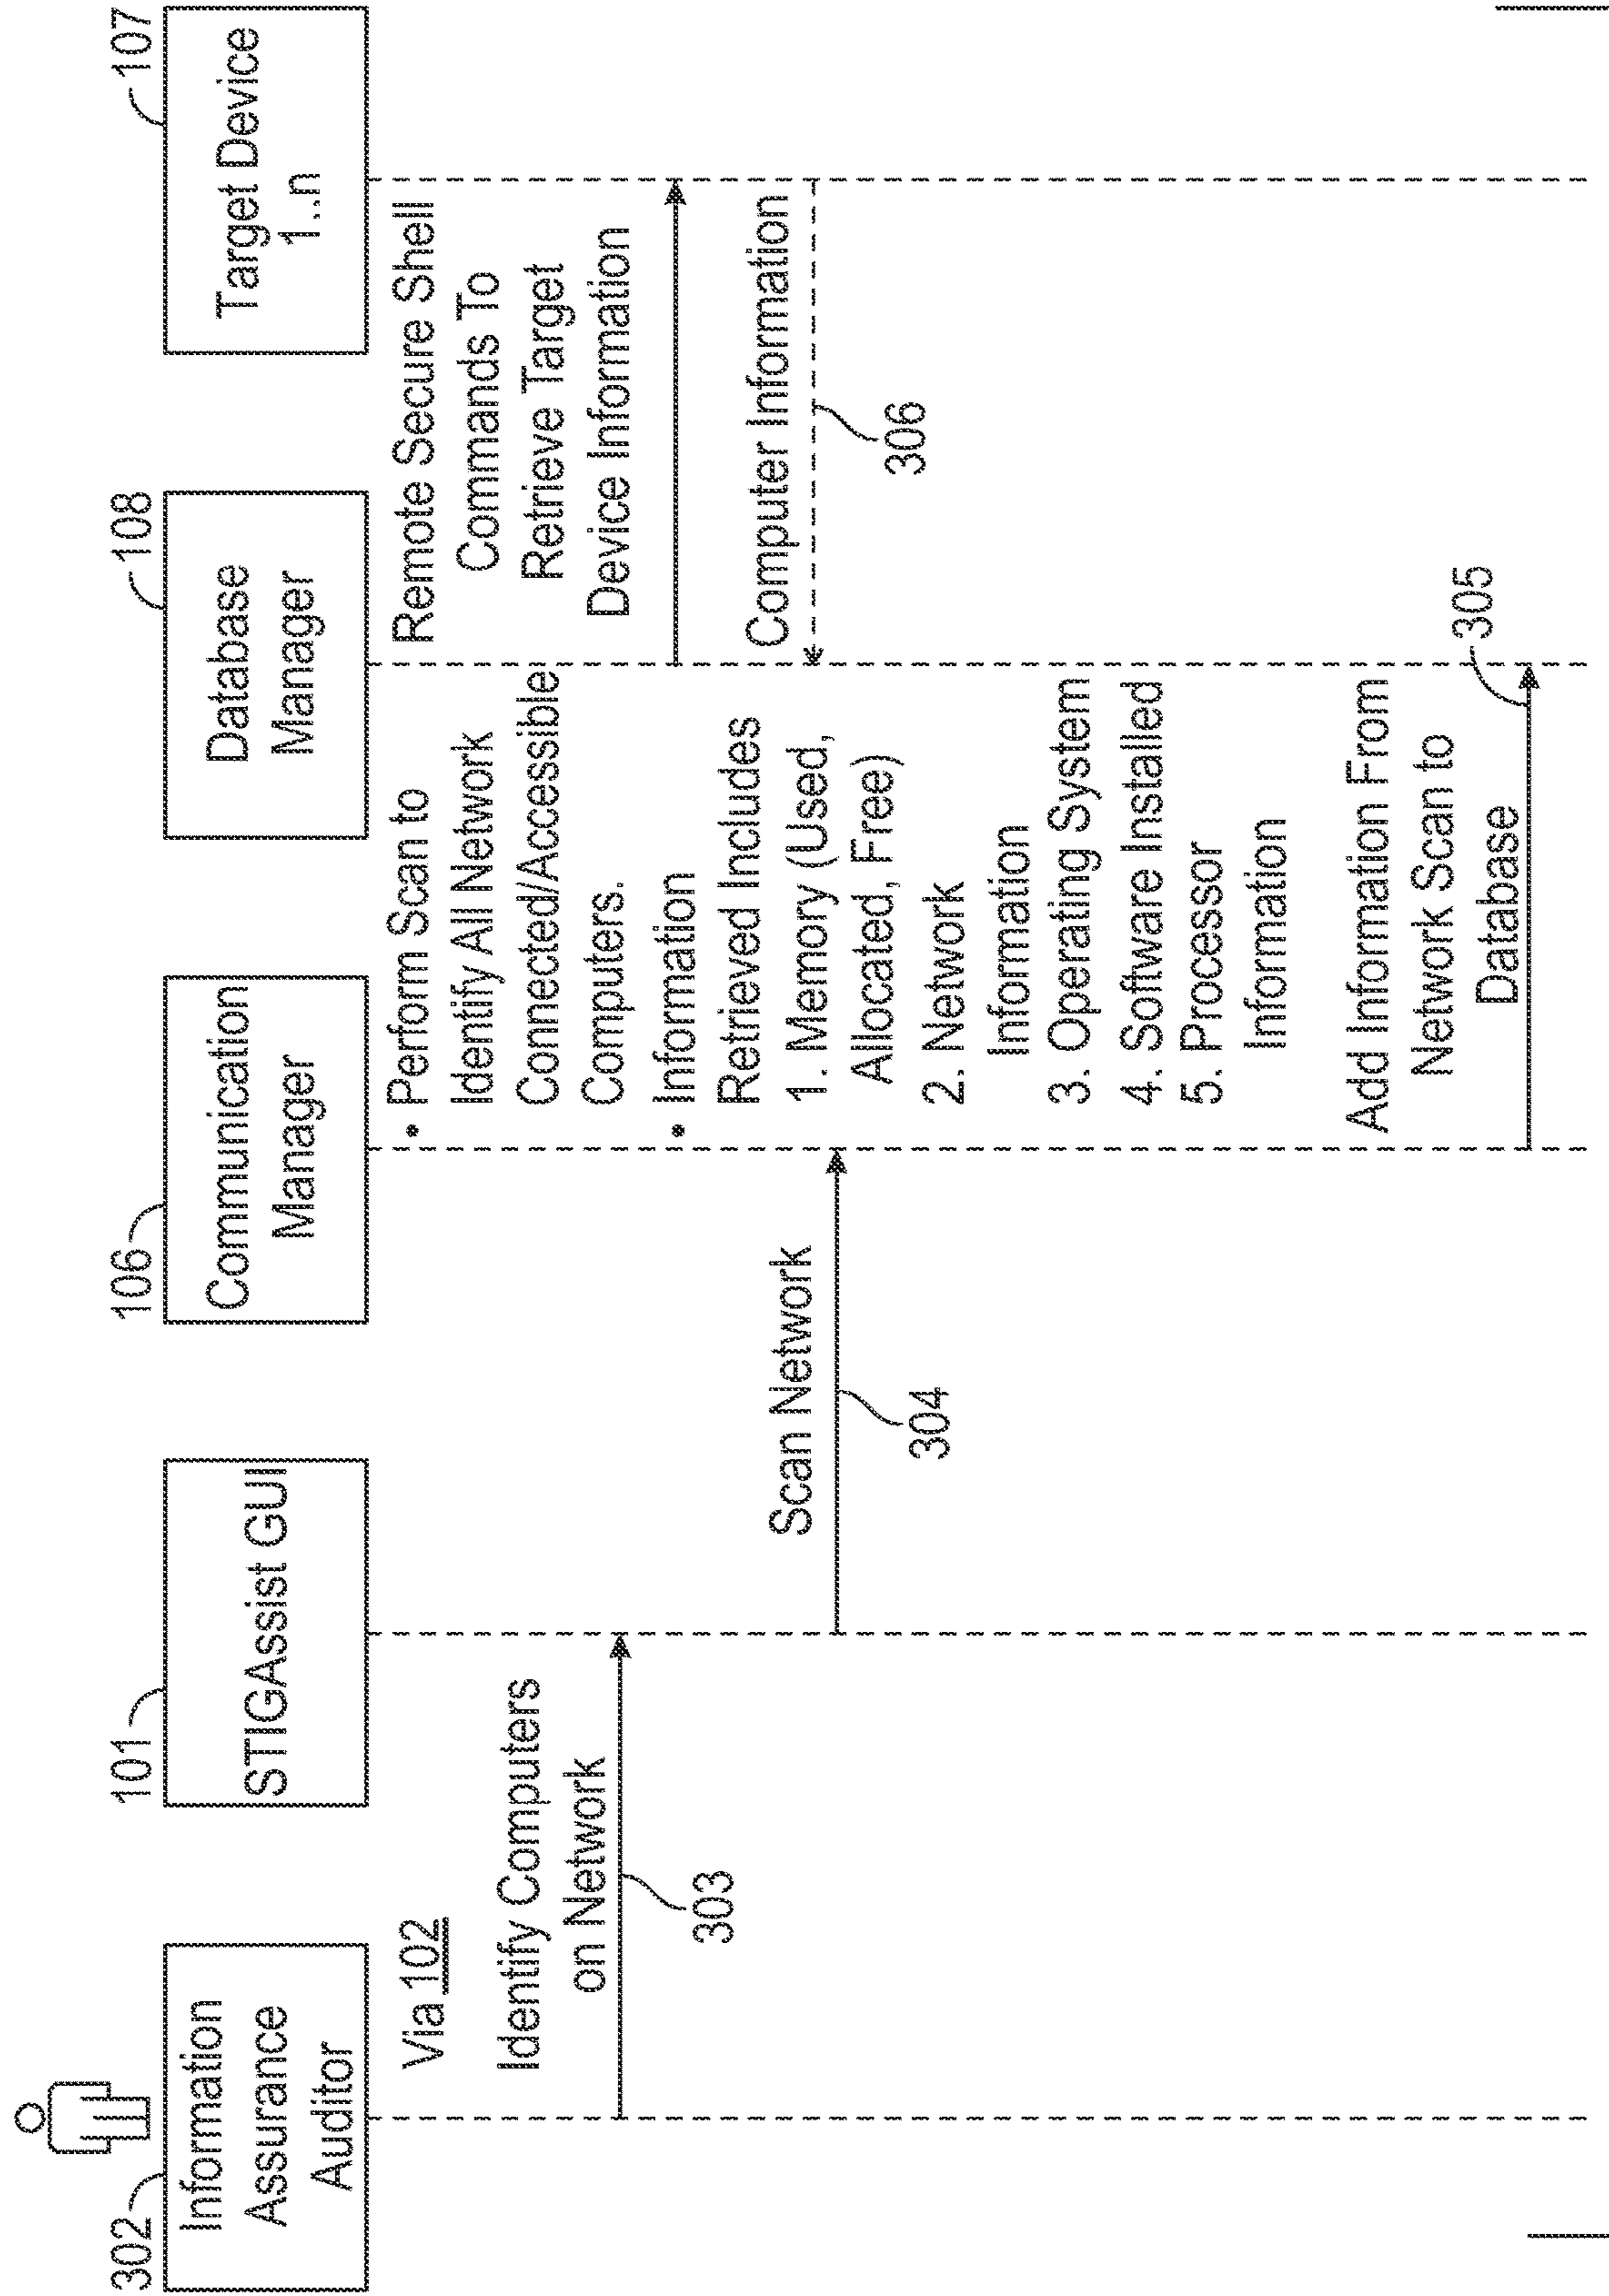 302
Information
Assurance
Auditor
101
STIGAssist GUI
106
Communication
Manager
108
Database
Manager
107
Target Device
1..n
Via 102
Identify Computers
on Network
303
Scan Network
304
• Perform Scan to
Identify All Network
Connected/Accessible
Computers.
• Information
Retrieved Includes
1. Memory (Used,
Allocated, Free)
2. Network
Information
3. Operating System
4. Software Installed
5. Processor
Information
Add Information From
Network Scan to
Database
305
Remote Secure Shell
Commands To
Retrieve Target
Device Information
Computer Information
306